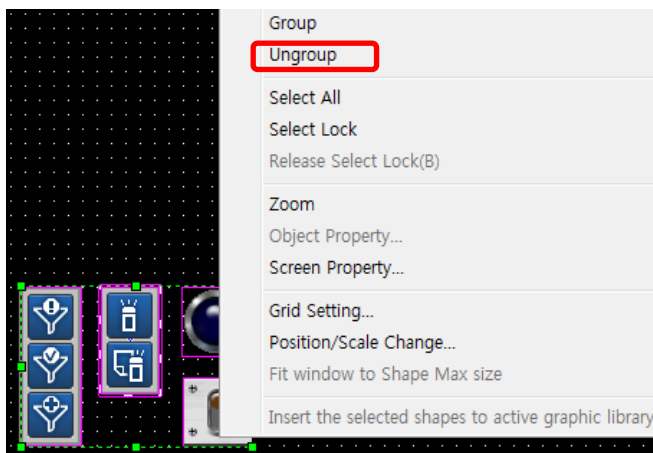 Group
Ungroup
Select All
Select Lock
Release Select Lock(B)
Zoom
Object Property...
Screen Property...
Grid Setting...
Position/Scale Change...
Fit window to Shape Max size
Insert the selected shapes to active graphic library